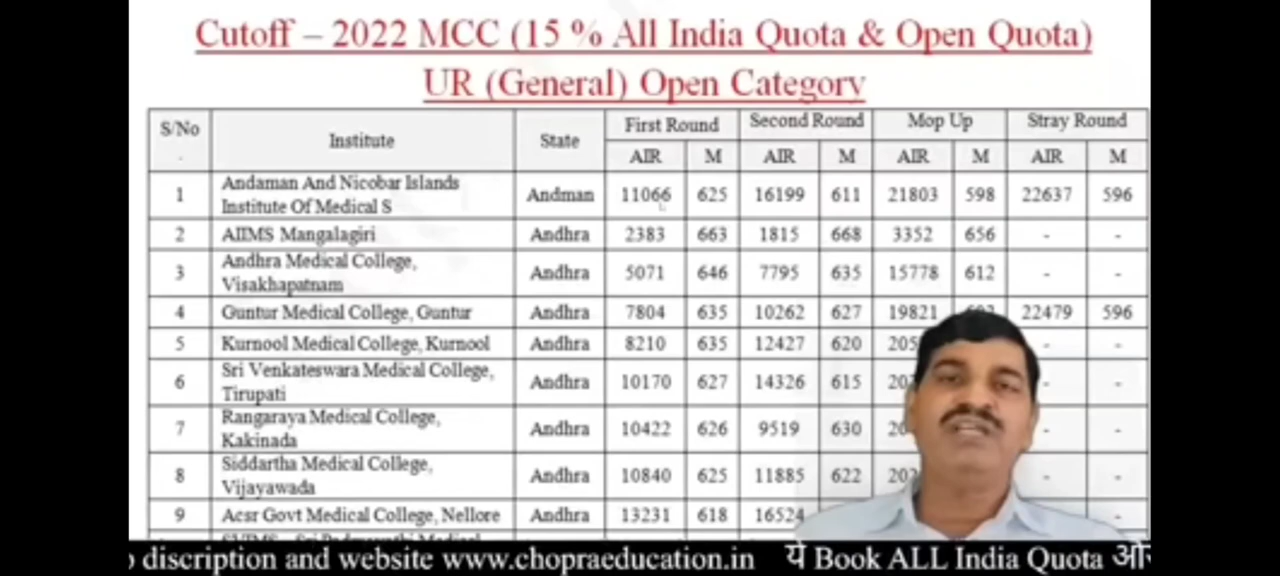 Cutoff – 2022 MCC (15 % All India Quota & Open Quota)
UR (General) Open Category
S/No. Institute State First Round Second Round Mop Up Stray Round
AIR M AIR M AIR M AIR M
1 Andaman And Nicobar Islands Institute Of Medical S Andman 11066 625 16199 611 21803 598 22637 596
2 AIIMS Mangalagiri Andhra 2383 663 1815 668 3352 656 - -
3 Andhra Medical College, Visakhapatnam Andhra 5071 646 7795 635 15778 612 - -
4 Guntur Medical College, Guntur Andhra 7804 635 10262 627 19821 22479 596
5 Kurnool Medical College, Kurnool Andhra 8210 635 12427 620 - -
6 Sri Venkateswara Medical College, Tirupati Andhra 10170 627 14326 615 - -
7 Rangaraya Medical College, Kakinada Andhra 10422 626 9519 630 - -
8 Siddartha Medical College, Vijayawada Andhra 10840 625 11885 622 - -
9 Acsr Govt Medical College, Nellore Andhra 13231 618 16524 -
discription and website www.chopraeducation.in ये Book ALL India Quota